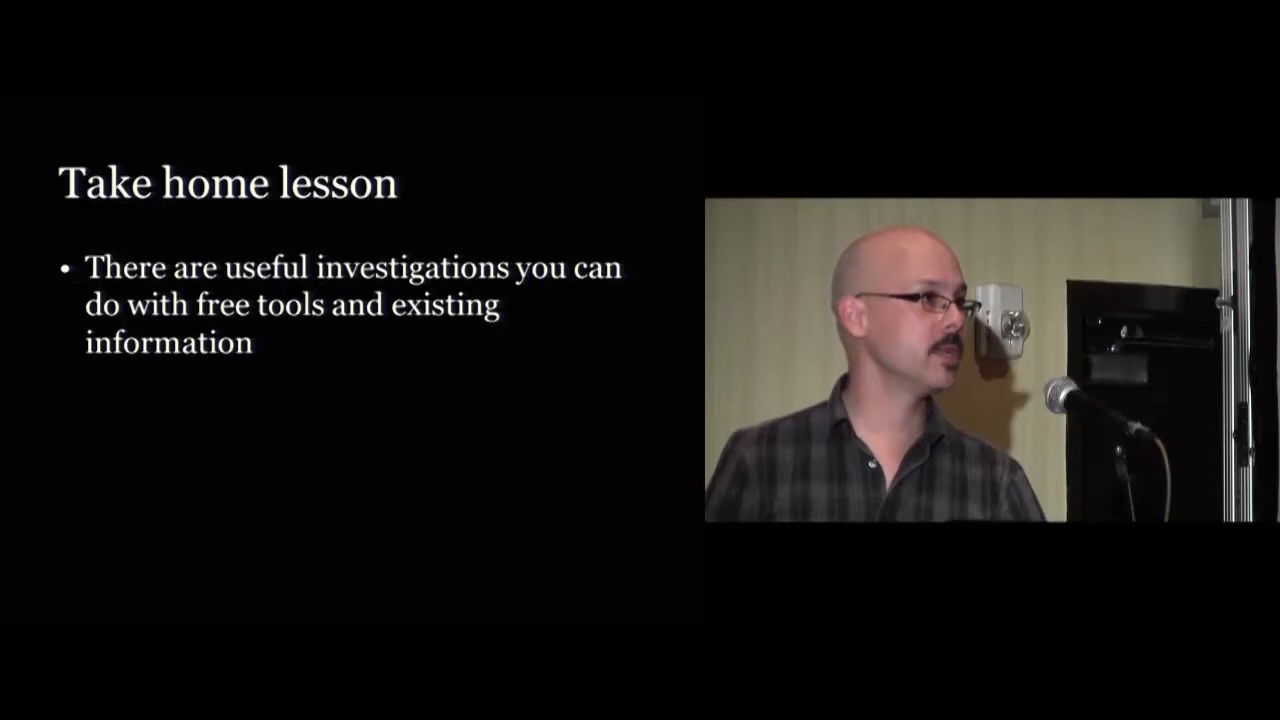 Take home lesson
• There are useful investigations you can
do with free tools and existing
information